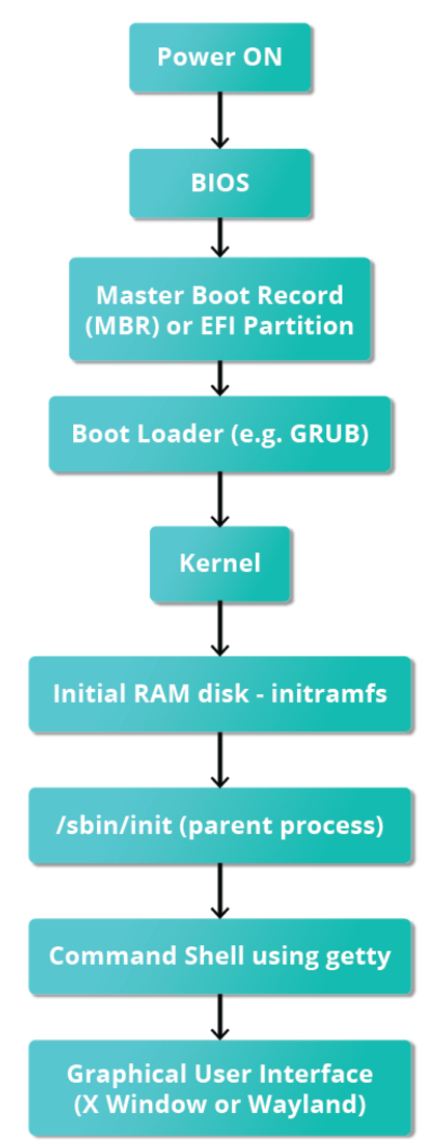 Power ON
BIOS
Master Boot Record
(MBR) or EFI Partition
Boot Loader (e.g. GRUB)
Kernel
Initial RAM disk - initramfs
/sbin/init (parent process)
Command Shell using getty
Graphical User Interface
(X Window or Wayland)